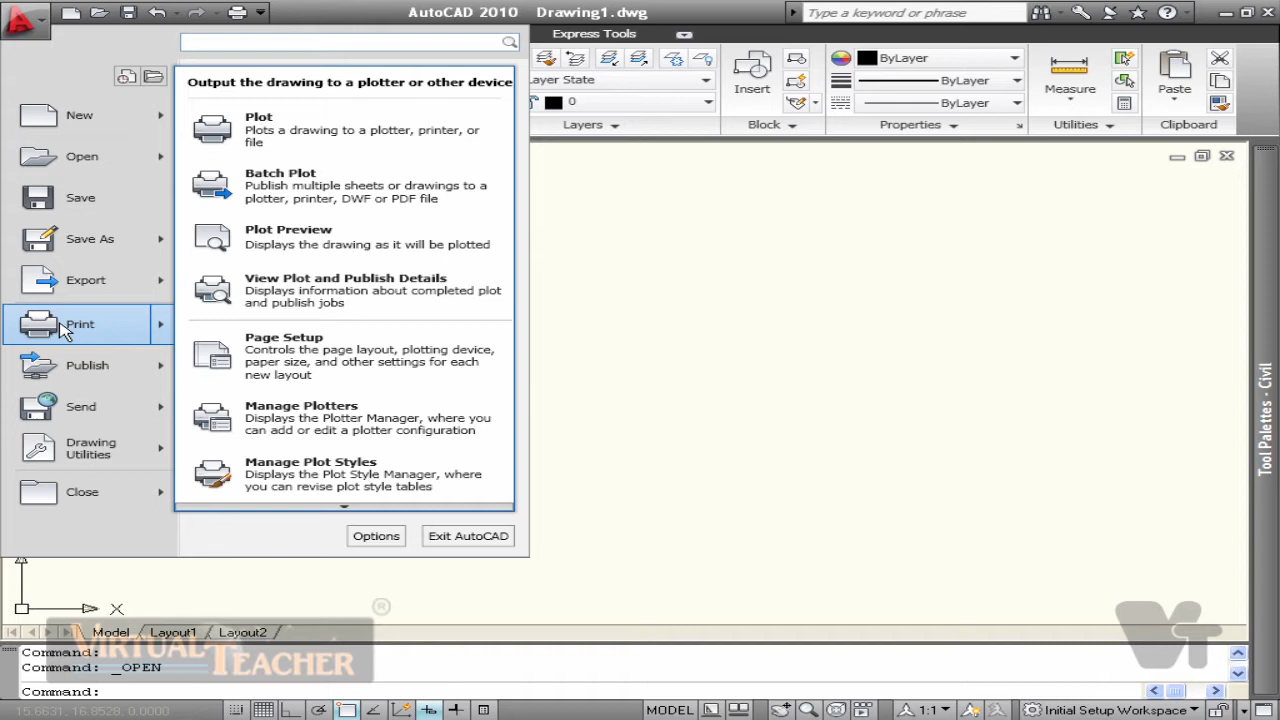 AutoCAD 2010 Drawing1.dwg
Type a keyword or phrase
Express Tools
Output the drawing to a plotter or other device
New
Open
Save
Save As
Export
Print
Publish
Send
Drawing
Utilities
Close
Plot
Plots a drawing to a plotter, printer, or
file
Batch Plot
Publish multiple sheets or drawings to a
plotter, printer, DWF or PDF file
Plot Preview
Displays the drawing as it will be plotted
View Plot and Publish Details
Displays information about completed plot
and publish jobs
Page Setup
Controls the page layout, plotting device,
paper size, and other settings for each
new layout
Manage Plotters
Displays the Plotter Manager, where you
can add or edit a plotter configuration
Manage Plot Styles
Displays the Plot Style Manager, where
you can revise plot style tables
Options
Exit AutoCAD
ayer State
0
Layers
Insert
Block
ByLayer
ByLayer
ByLayer
Properties
Measure
Utilities
Paste
Clipboard
Tool Palettes - Civil
X
®
Model Layout1 Layout2
VIRTUAL TEACHER
VT
Command:
Command: _OPEN
Command:
15.6631, 16.8528, 0.0000
MODEL
1:1
Initial Setup Workspace